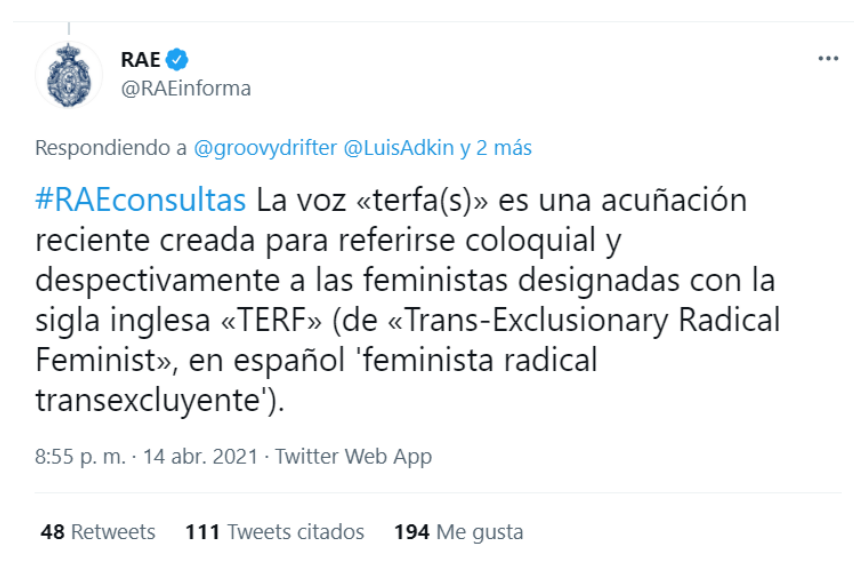 RAE
@RAEinforma
Respondiendo a @groovydrifter @LuisAdkin y 2 más
#RAEconsultas La voz «terfa(s)» es una acuñación
reciente creada para referirse coloquial y
despectivamente a las feministas designadas con la
sigla inglesa «TERF» (de «Trans-Exclusionary Radical
Feminist», en español 'feminista radical
transexcluyente').
8:55 p. m. · 14 abr. 2021 · Twitter Web App
48 Retweets 111 Tweets citados 194 Me gusta